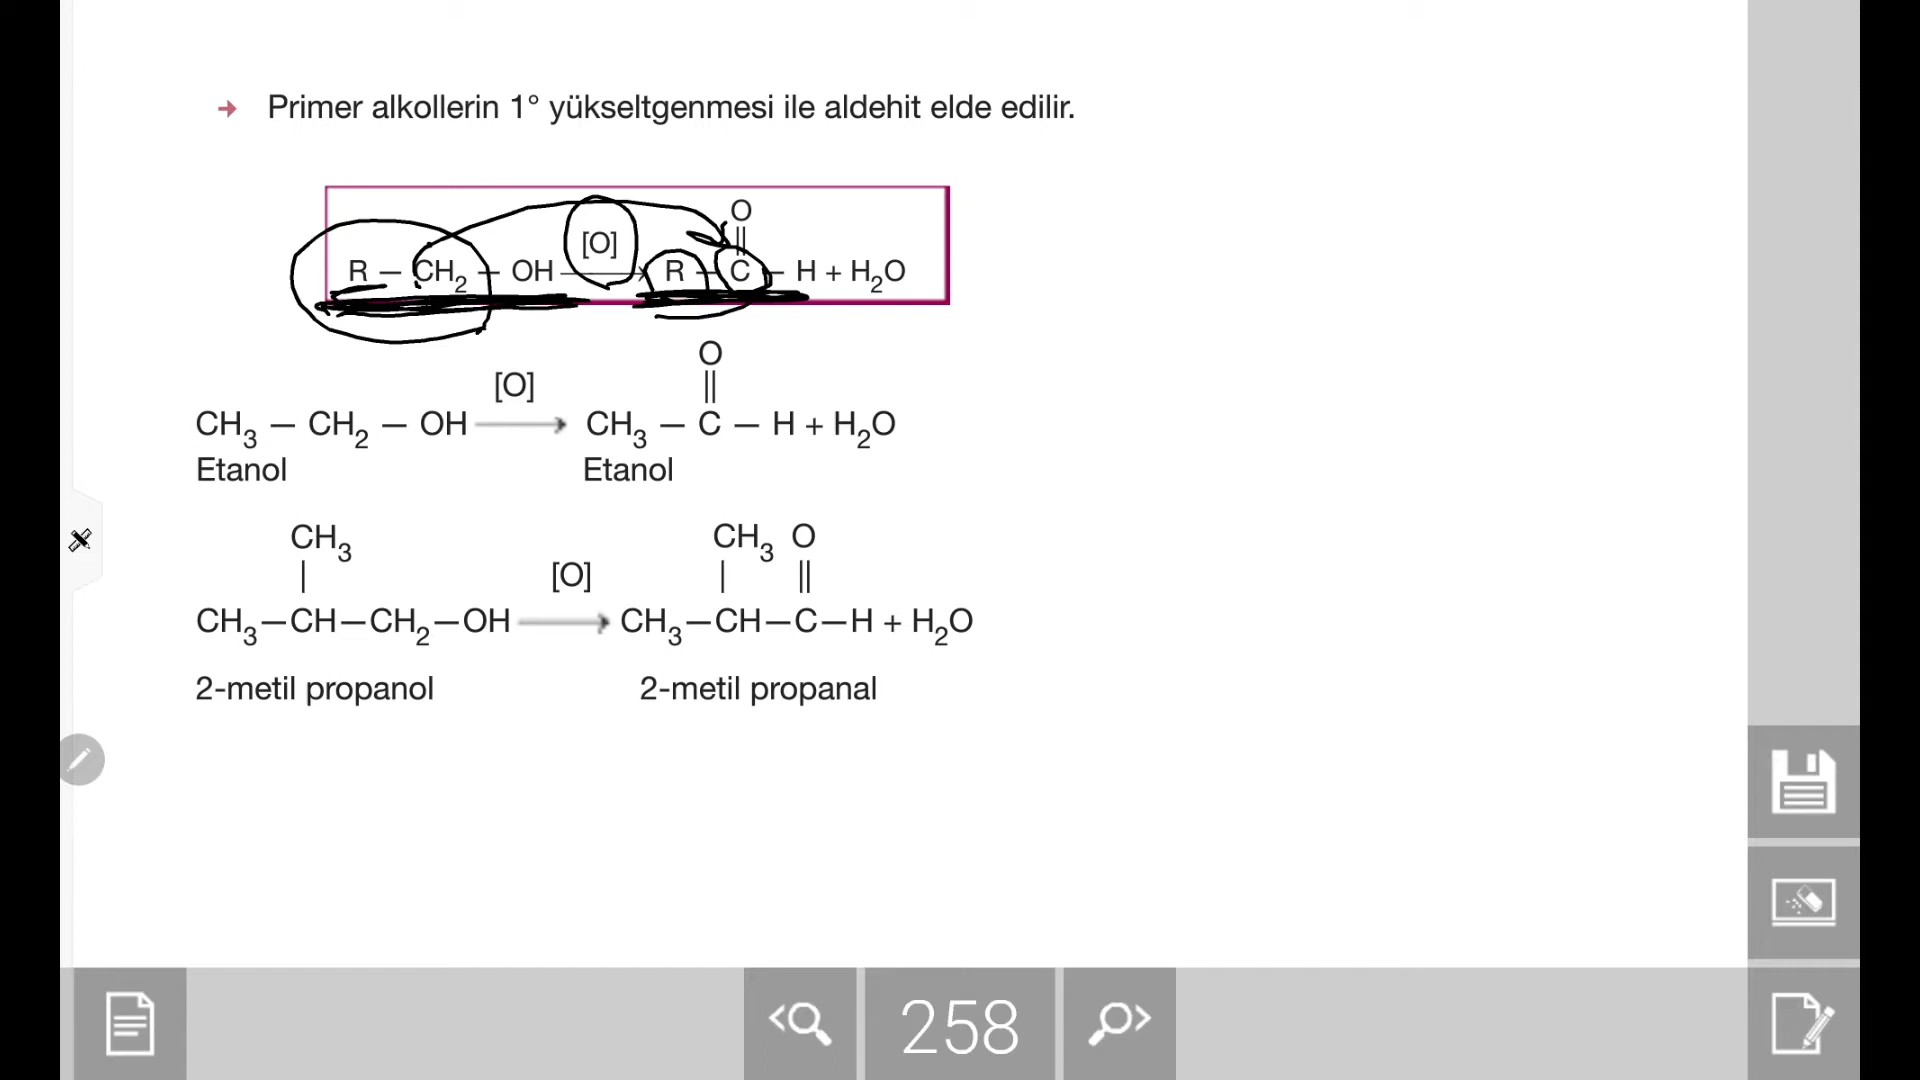 → Primer alkollerin 1° yükseltgenmesi ile aldehit elde edilir.
O
[O] ||
R – CH₂ – OH ⟶ R – C – H + H₂O
O
[O] ||
CH₃ – CH₂ – OH ⟶ CH₃ – C – H + H₂O
Etanol Etanol
CH₃ CH₃ O
| [O] | ||
CH₃–CH–CH₂–OH ⟶ CH₃–CH–C–H + H₂O
2-metil propanol 2-metil propanal
258